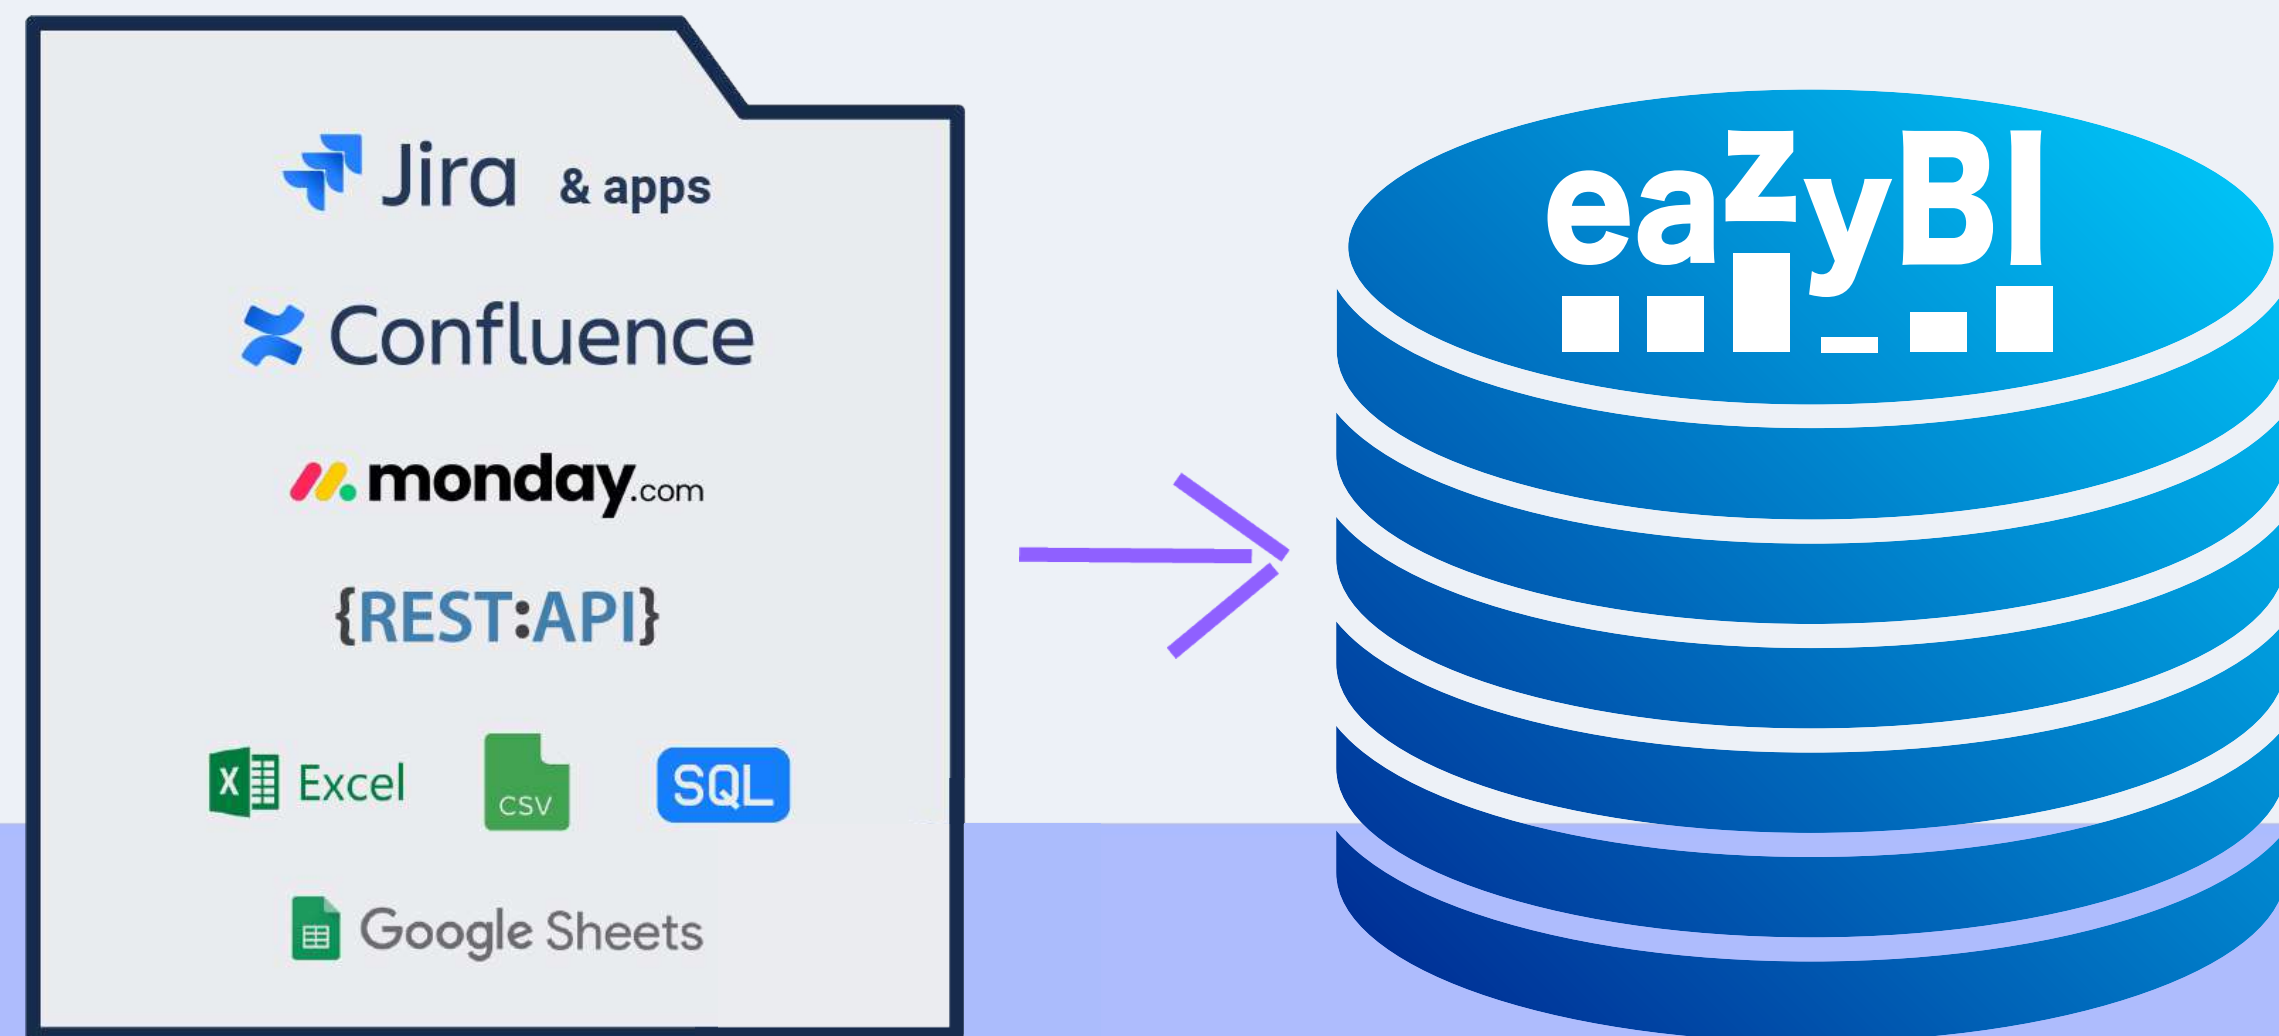 Jira & apps
Confluence
monday.com
{REST:API}
X Excel CSV SQL
Google Sheets
eazyBI